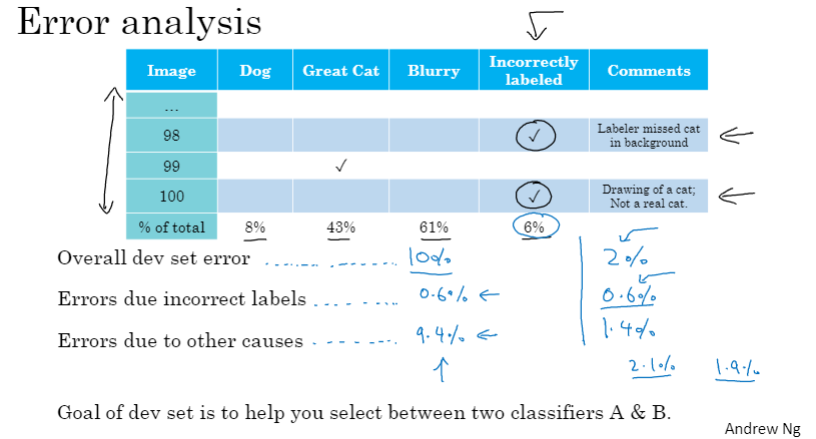 Error analysis
Image Dog Great Cat Blurry Incorrectly labeled Comments
...
98 ✓ Labeler missed cat in background
99 ✓
100 ✓ Drawing of a cat; Not a real cat.
% of total 8% 43% 61% 6%
Overall dev set error 10% 2%
Errors due incorrect labels 0.6% 0.6%
Errors due to other causes 9.4% 1.4%
2.1% 1.9%
Goal of dev set is to help you select between two classifiers A & B.
Andrew Ng